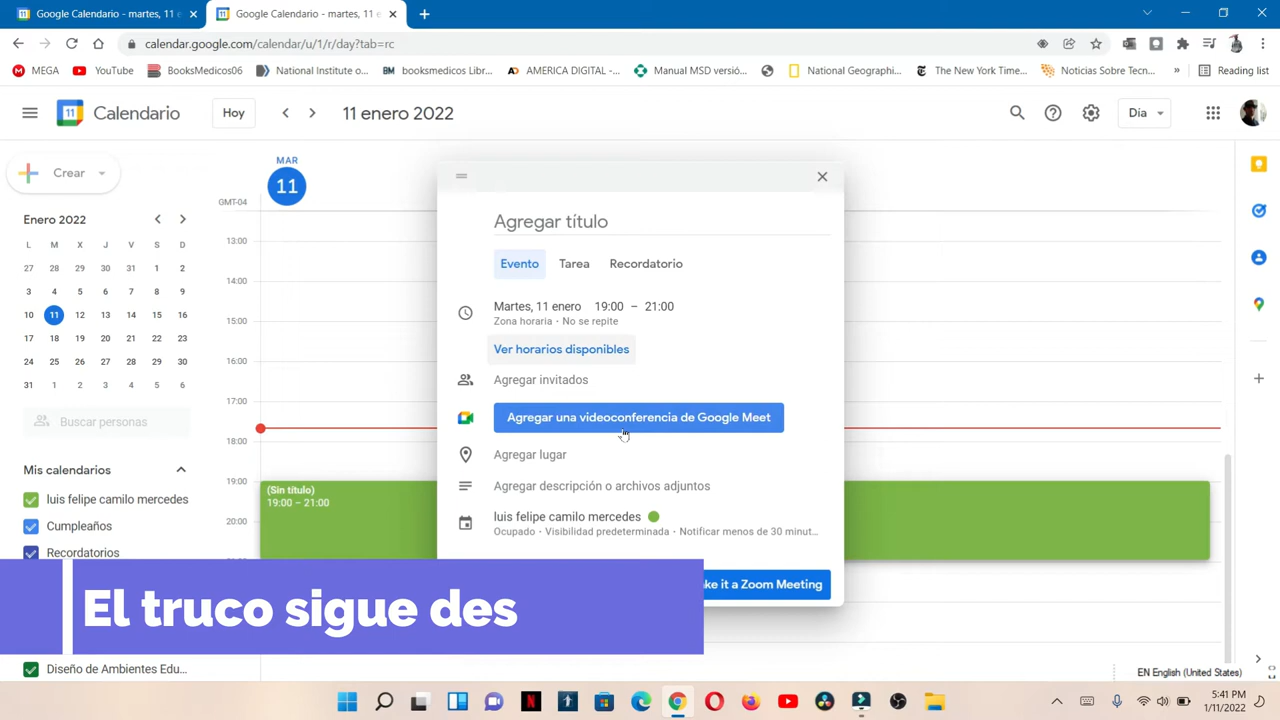 Google Calendario - martes, 11 e
Google Calendario - martes, 11 e
calendar.google.com/calendar/u/1/r/day?tab=rc
MEGA
YouTube
BooksMedicos06
National Institute o...
booksmedicos Libr...
AMERICA DIGITAL -...
Manual MSD versió...
National Geographi...
The New York Time...
Noticias Sobre Tecn...
»
Reading list
Calendario
Hoy
11 enero 2022
Día
Crear
MAR
11
GMT-04
Enero 2022
L M X J V S D
27 28 29 30 31 1 2
3 4 5 6 7 8 9
10 11 12 13 14 15 16
17 18 19 20 21 22 23
24 25 26 27 28 29 30
31 1 2 3 4 5 6
Buscar personas
Mis calendarios
luis felipe camilo mercedes
Cumpleaños
Recordatorios
Diseño de Ambientes Edu...
13:00
14:00
15:00
16:00
17:00
18:00
19:00
20:00
(Sin título)
19:00 – 21:00
Agregar título
Evento Tarea Recordatorio
Martes, 11 enero 19:00 – 21:00
Zona horaria • No se repite
Ver horarios disponibles
Agregar invitados
Agregar una videoconferencia de Google Meet
Agregar lugar
Agregar descripción o archivos adjuntos
luis felipe camilo mercedes
Ocupado • Visibilidad predeterminada • Notificar menos de 30 minut...
ke it a Zoom Meeting
El truco sigue des
EN English (United States)
5:41 PM
1/11/2022